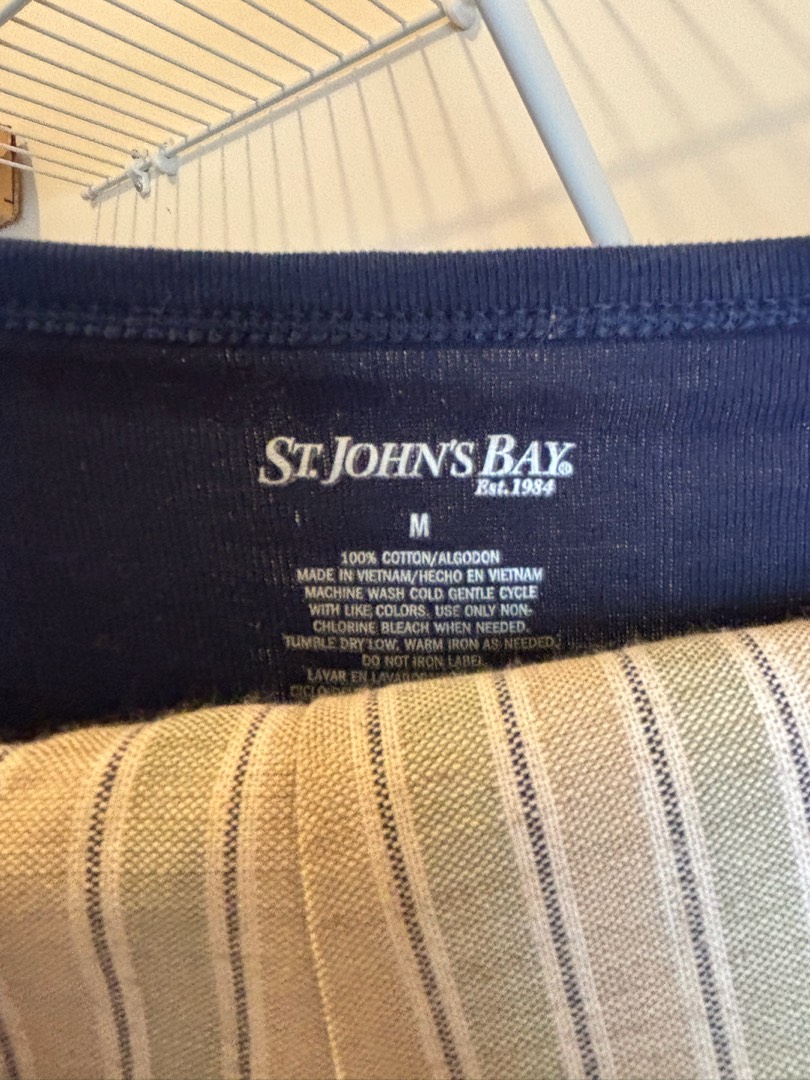 ST. JOHN'S BAY®
Est. 1984
M
100% COTTON/ALGODON
MADE IN VIETNAM/HECHO EN VIETNAM
MACHINE WASH COLD GENTLE CYCLE
WITH LIKE COLORS. USE ONLY NON-
CHLORINE BLEACH WHEN NEEDED.
TUMBLE DRY LOW. WARM IRON AS NEEDED.
DO NOT IRON LABEL
LAVAR EN